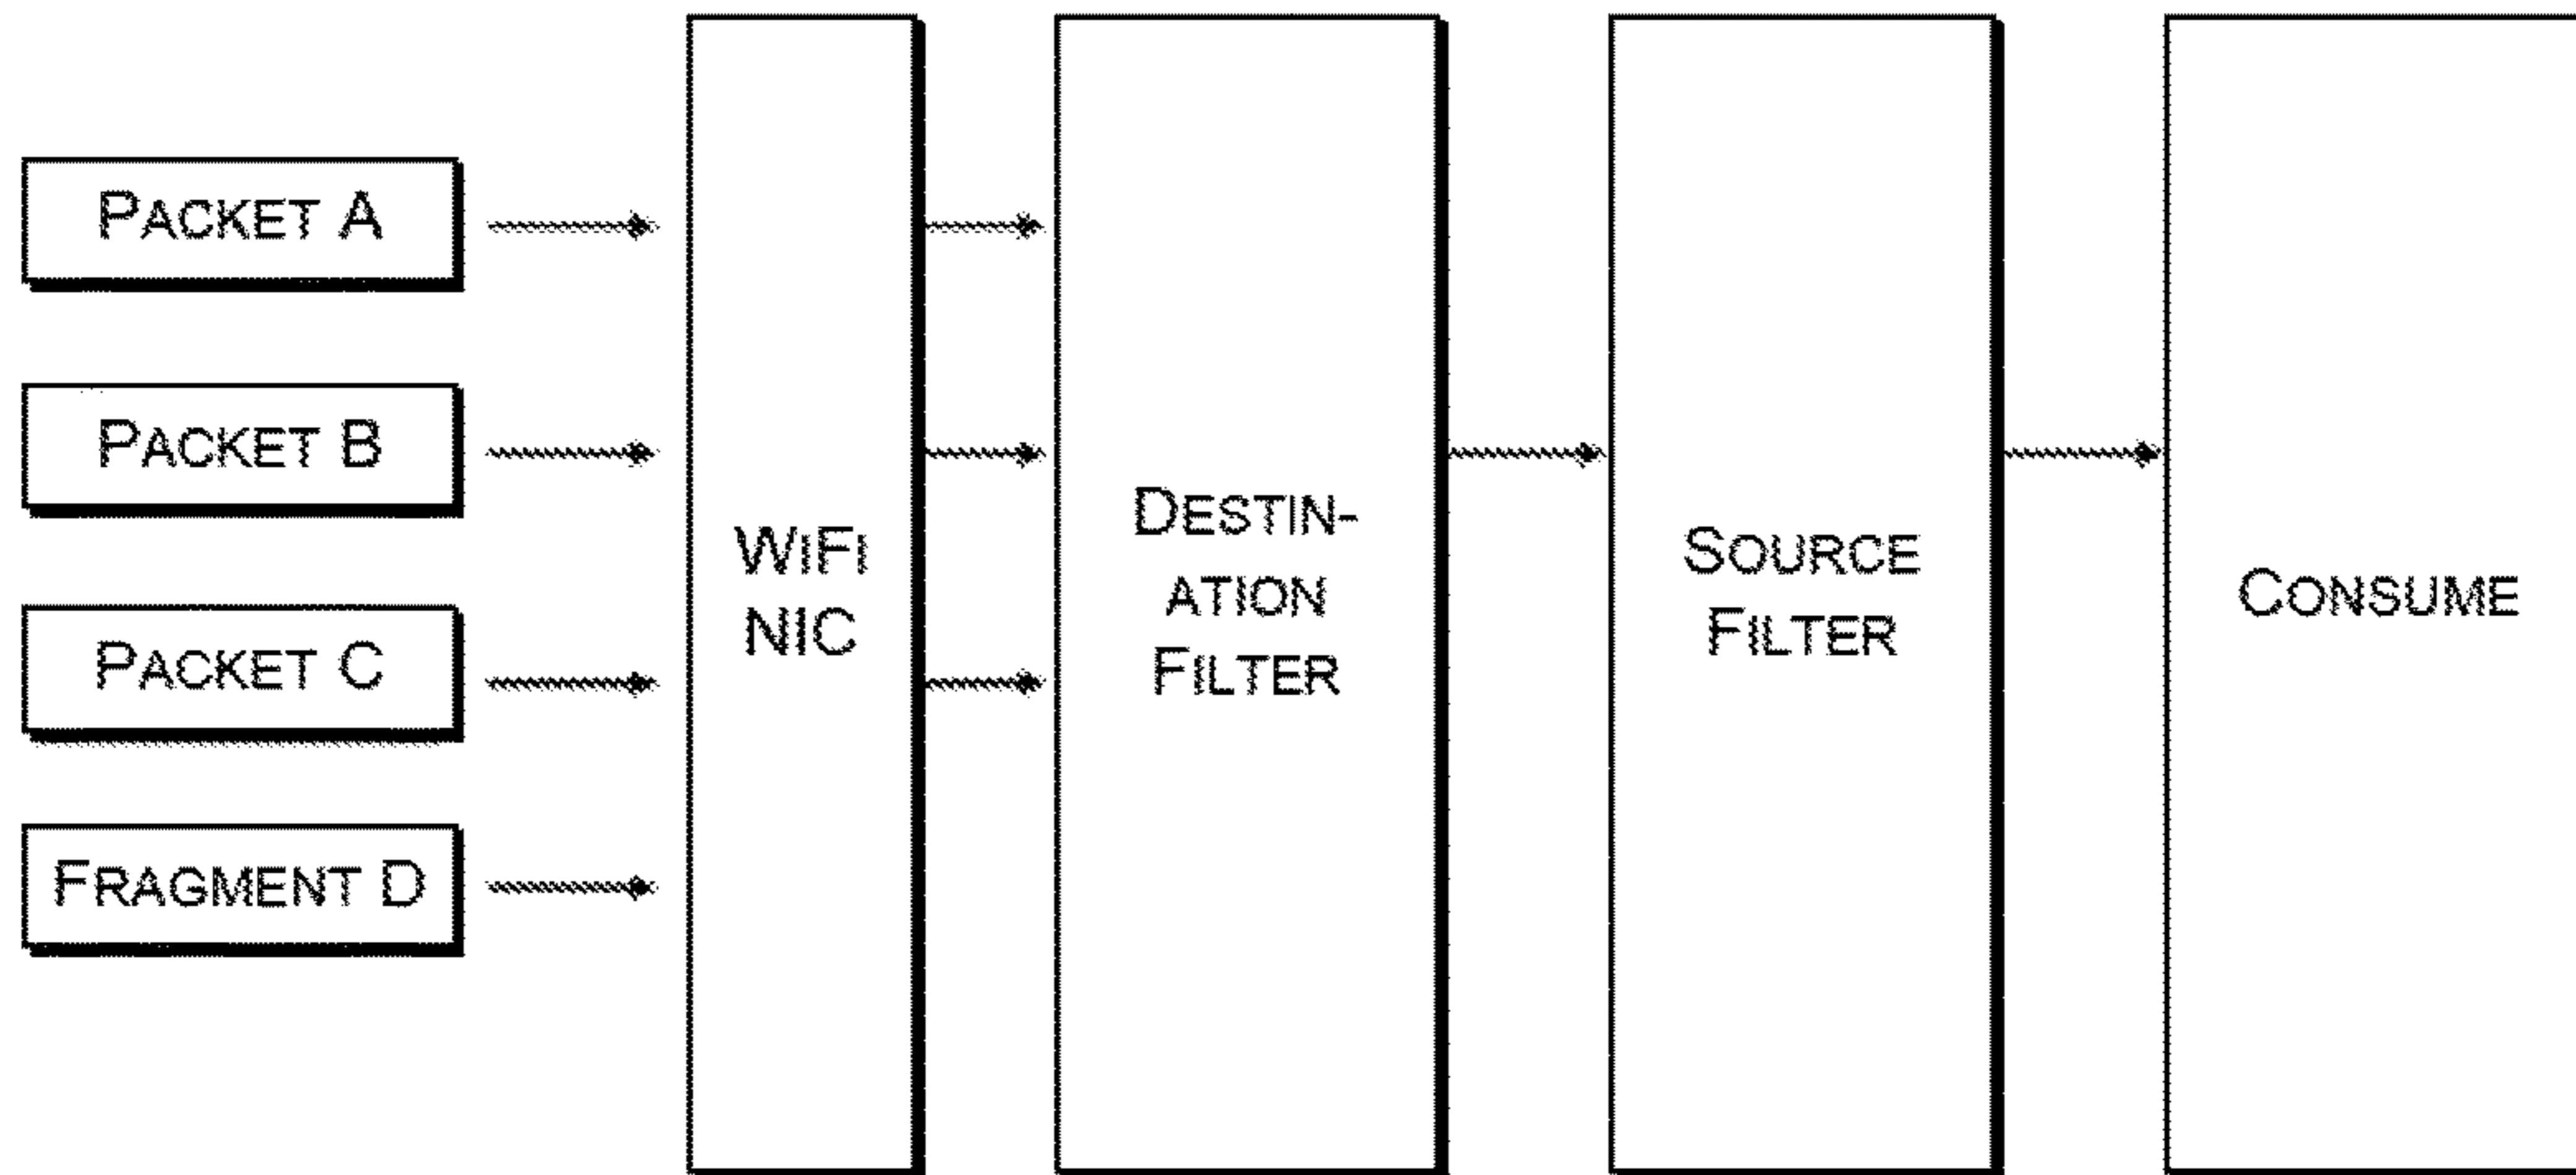 PACKET A
PACKET B
PACKET C
FRAGMENT D
WIFI
NIC
DESTIN-
ATION
FILTER
SOURCE
FILTER
CONSUME